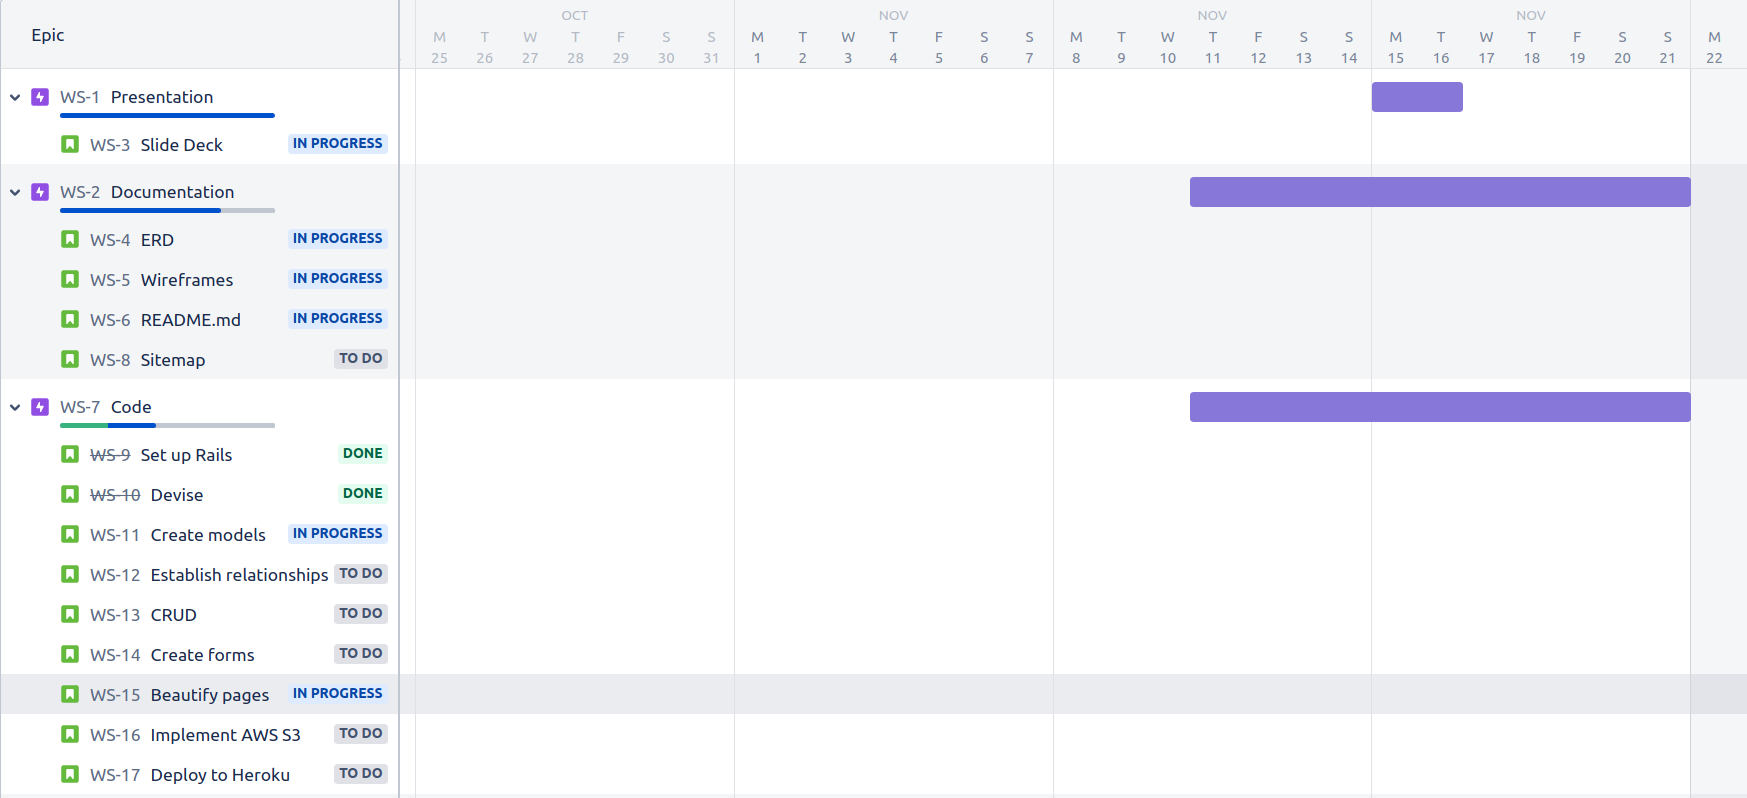 Epic
OCT NOV NOV NOV
M T W T F S S M T W T F S S M T W T F S S M T W T F S S M
25 26 27 28 29 30 31 1 2 3 4 5 6 7 8 9 10 11 12 13 14 15 16 17 18 19 20 21 22
WS-1 Presentation
WS-3 Slide Deck IN PROGRESS
WS-2 Documentation
WS-4 ERD IN PROGRESS
WS-5 Wireframes IN PROGRESS
WS-6 README.md IN PROGRESS
WS-8 Sitemap TO DO
WS-7 Code
WS-9 Set up Rails DONE
WS-10 Devise DONE
WS-11 Create models IN PROGRESS
WS-12 Establish relationships TO DO
WS-13 CRUD TO DO
WS-14 Create forms TO DO
WS-15 Beautify pages IN PROGRESS
WS-16 Implement AWS S3 TO DO
WS-17 Deploy to Heroku TO DO